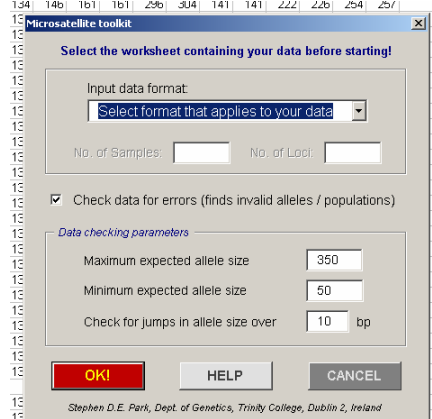 134 146 161 161 296 304 141 141 222 226 254 257
Microsatellite toolkit
Select the worksheet containing your data before starting!
Input data format:
Select format that applies to your data
No. of Samples: No. of Loci:
Check data for errors (finds invalid alleles / populations)
Data checking parameters
Maximum expected allele size 350
Minimum expected allele size 50
Check for jumps in allele size over 10 bp
OK! HELP CANCEL
Stephen D.E. Park, Dept. of Genetics, Trinity College, Dublin 2, Ireland